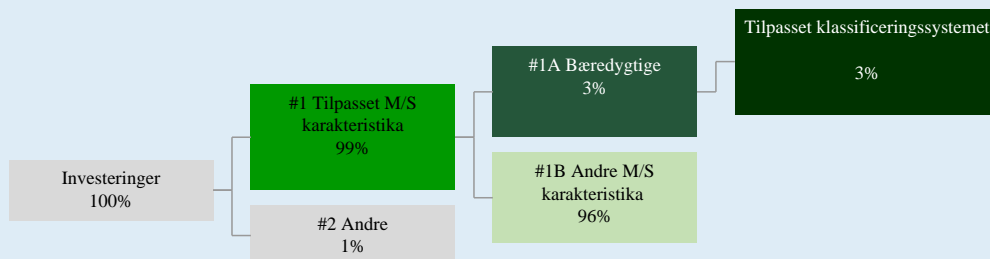 Investeringer
100%
#1 Tilpasset M/S
karakteristika
99%
#2 Andre
1%
#1A Bæredygtige
3%
#1B Andre M/S
karakteristika
96%
Tilpasset klassificeringssystemet
3%